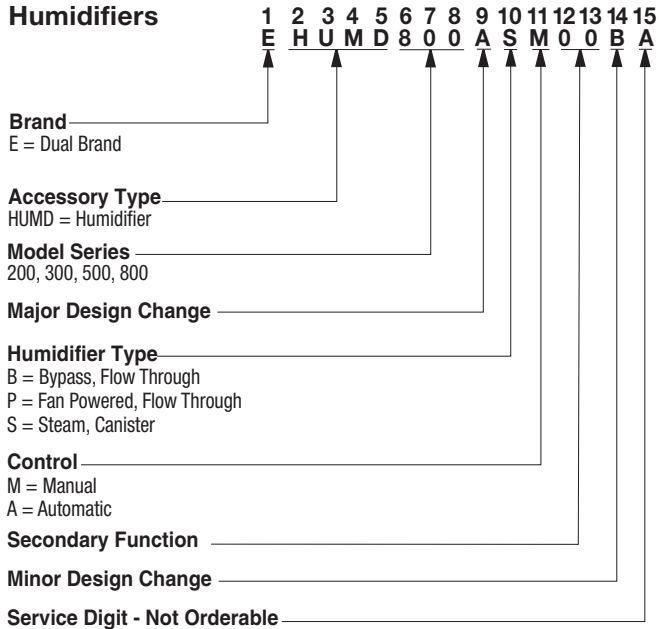 Humidifiers
1 2 3 4 5 6 7 8 9 10 11 12 13 14 15
E H U M D 8 0 0 A S M 0 0 B A
Brand
E = Dual Brand
Accessory Type
HUMD = Humidifier
Model Series
200, 300, 500, 800
Major Design Change
Humidifier Type
B = Bypass, Flow Through
P = Fan Powered, Flow Through
S = Steam, Canister
Control
M = Manual
A = Automatic
Secondary Function
Minor Design Change
Service Digit - Not Orderable